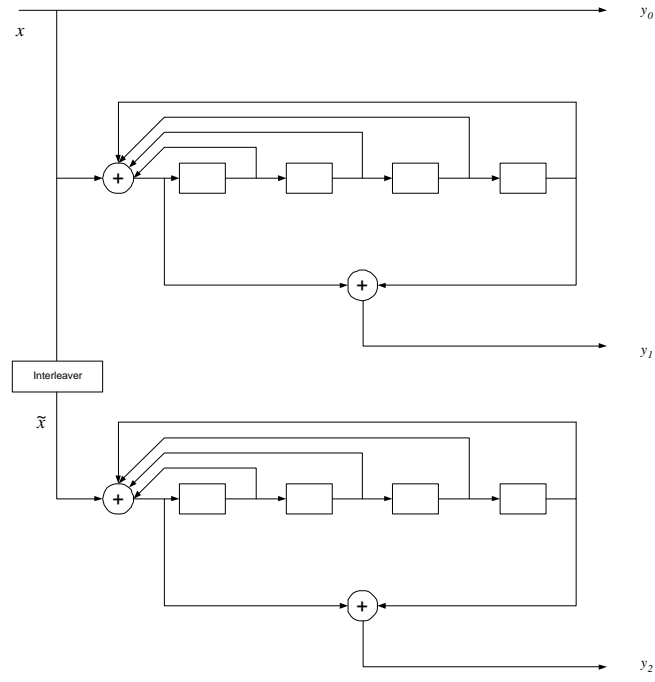 y₀
x
+
+
y₁
Interleaver
x̃
+
+
y₂